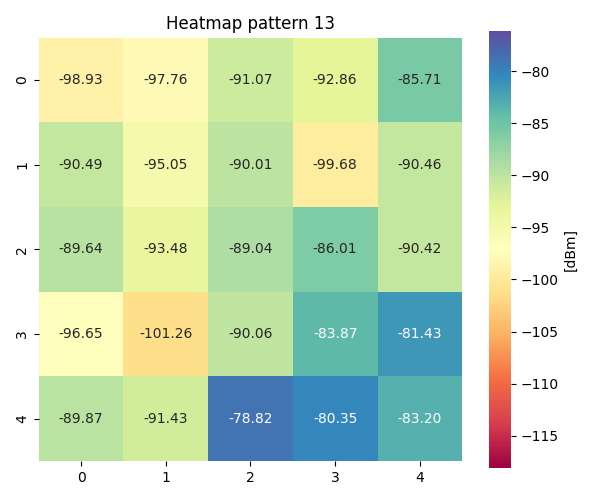 Heatmap pattern 13
0 -98.93 -97.76 -91.07 -92.86 -85.71
1 -90.49 -95.05 -90.01 -99.68 -90.46
2 -89.64 -93.48 -89.04 -86.01 -90.42
3 -96.65 -101.26 -90.06 -83.87 -81.43
4 -89.87 -91.43 -78.82 -80.35 -83.20
0 1 2 3 4
−80
−85
−90
−95
−100
−105
−110
−115
[dBm]